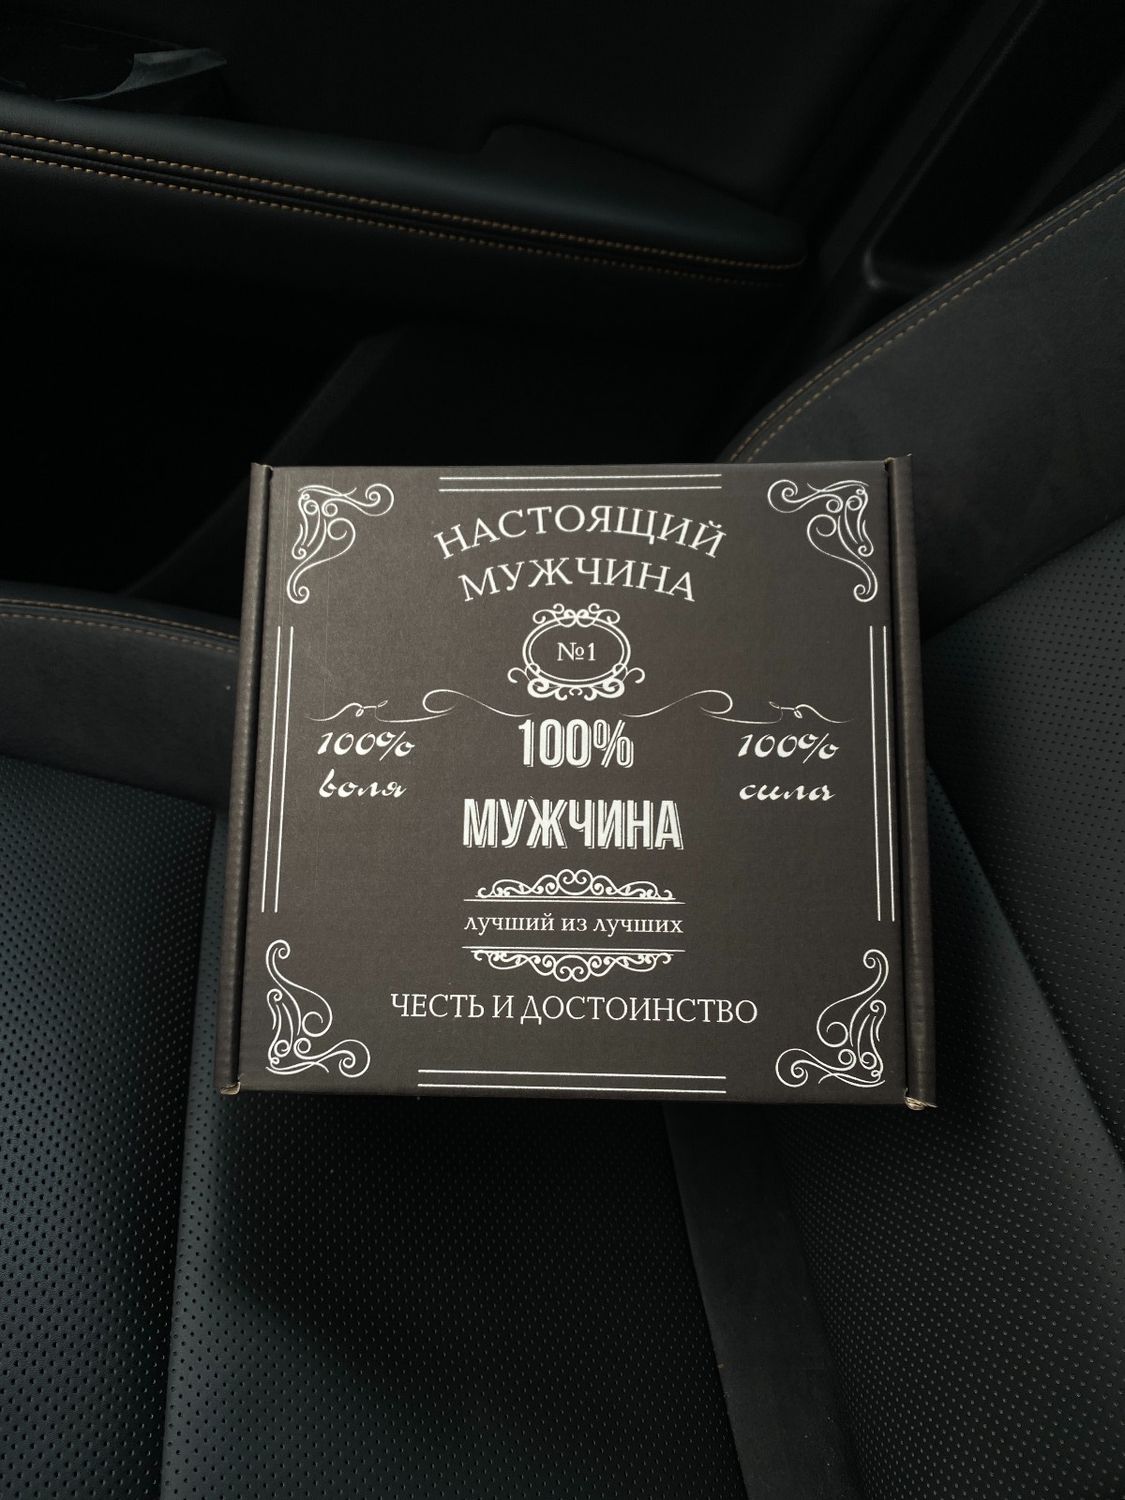 НАСТОЯЩИЙ
МУЖЧИНА
№1
100%
воля
100%
МУЖЧИНА
100%
сила
лучший из лучших
ЧЕСТЬ И ДОСТОИНСТВО